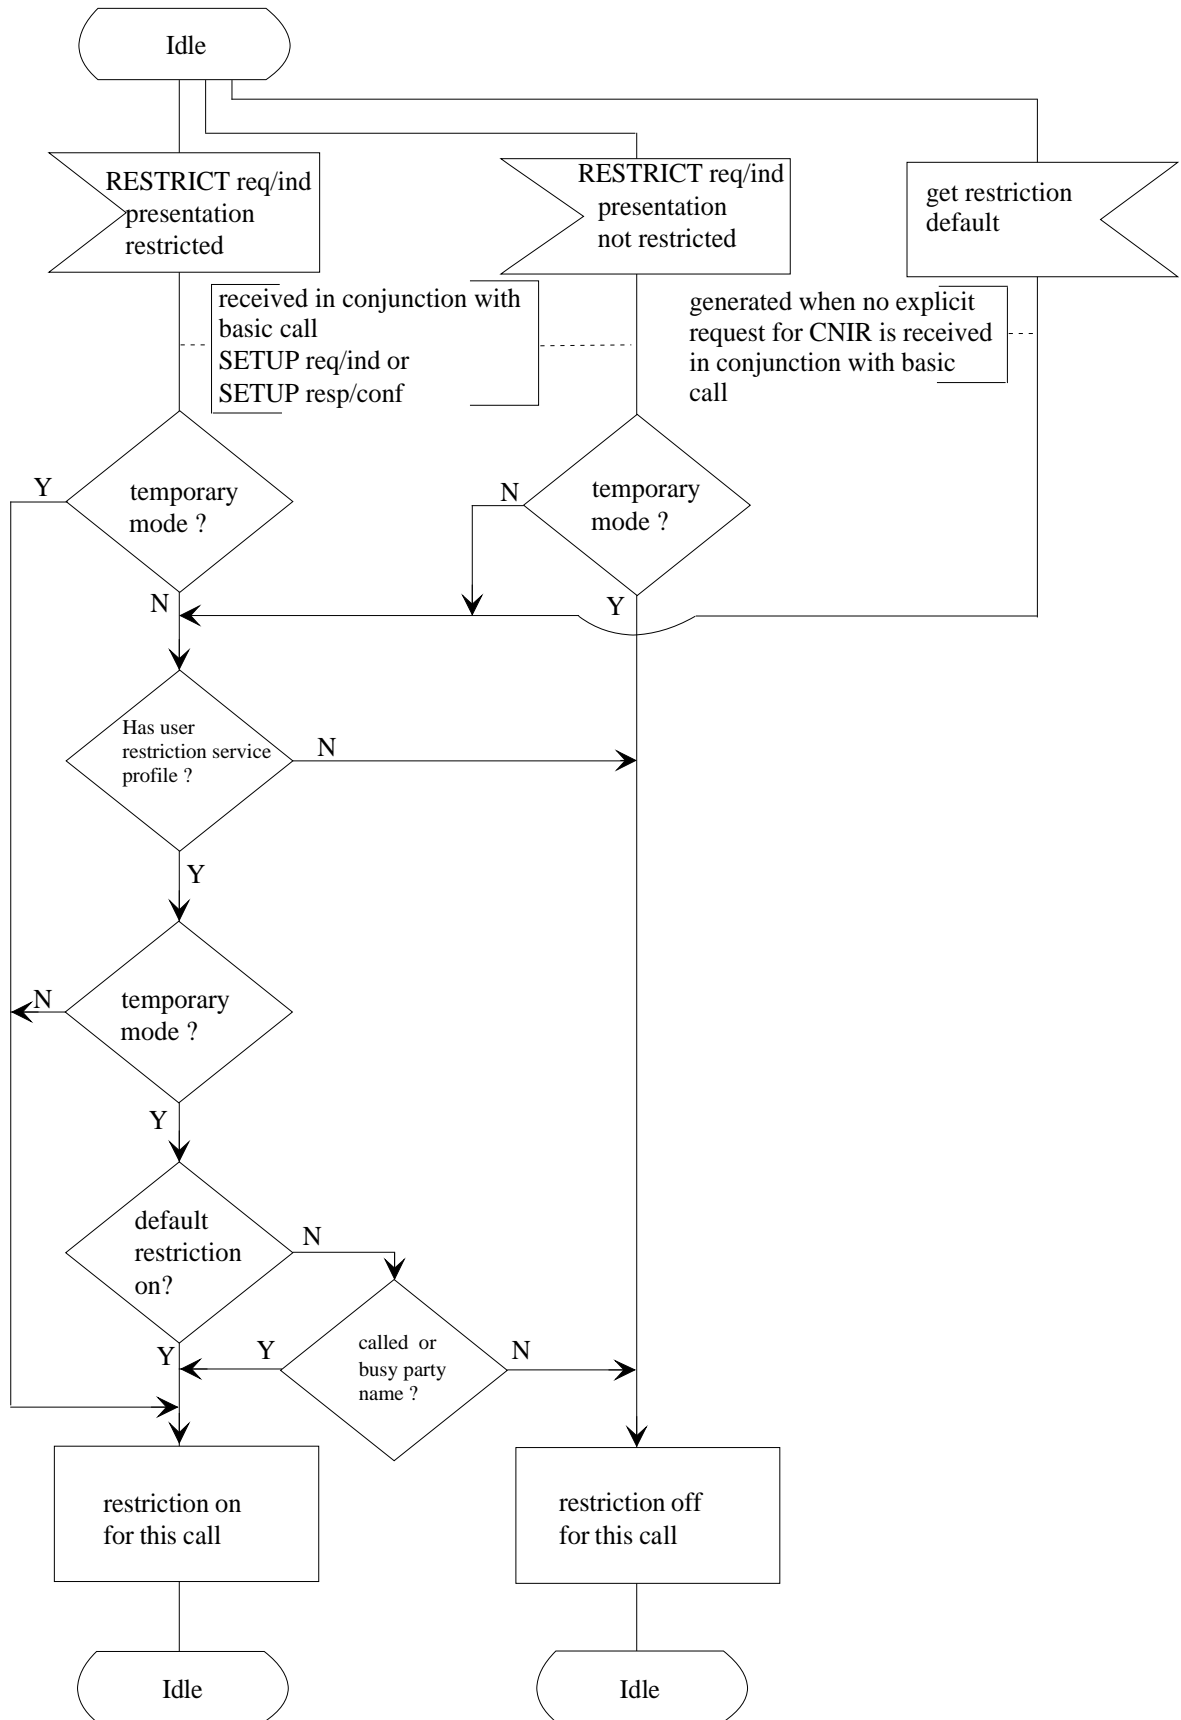 Idle
RESTRICT req/ind
presentation
restricted
RESTRICT req/ind
presentation
not restricted
get restriction
default
received in conjunction with
basic call
SETUP req/ind or
SETUP resp/conf
generated when no explicit
request for CNIR is received
in conjunction with basic
call
Y
temporary
mode ?
N
N
temporary
mode ?
Y
Has user
restriction service
profile ?
N
Y
N
temporary
mode ?
Y
default
restriction
on?
N
Y
Y
called or
busy party
name ?
N
restriction on
for this call
restriction off
for this call
Idle
Idle